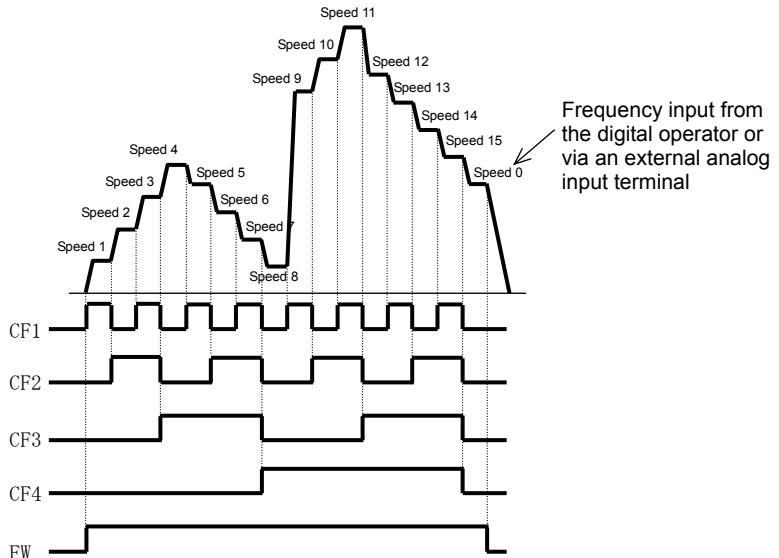 Speed 11
Speed 10
Speed 12
Speed 9
Speed 13
Speed 14
Speed 15
Speed 0
Speed 4
Speed 5
Speed 3
Speed 6
Speed 2
Speed 7
Speed 1
Speed 8
Frequency input from
the digital operator or
via an external analog
input terminal
CF1
CF2
CF3
CF4
FW